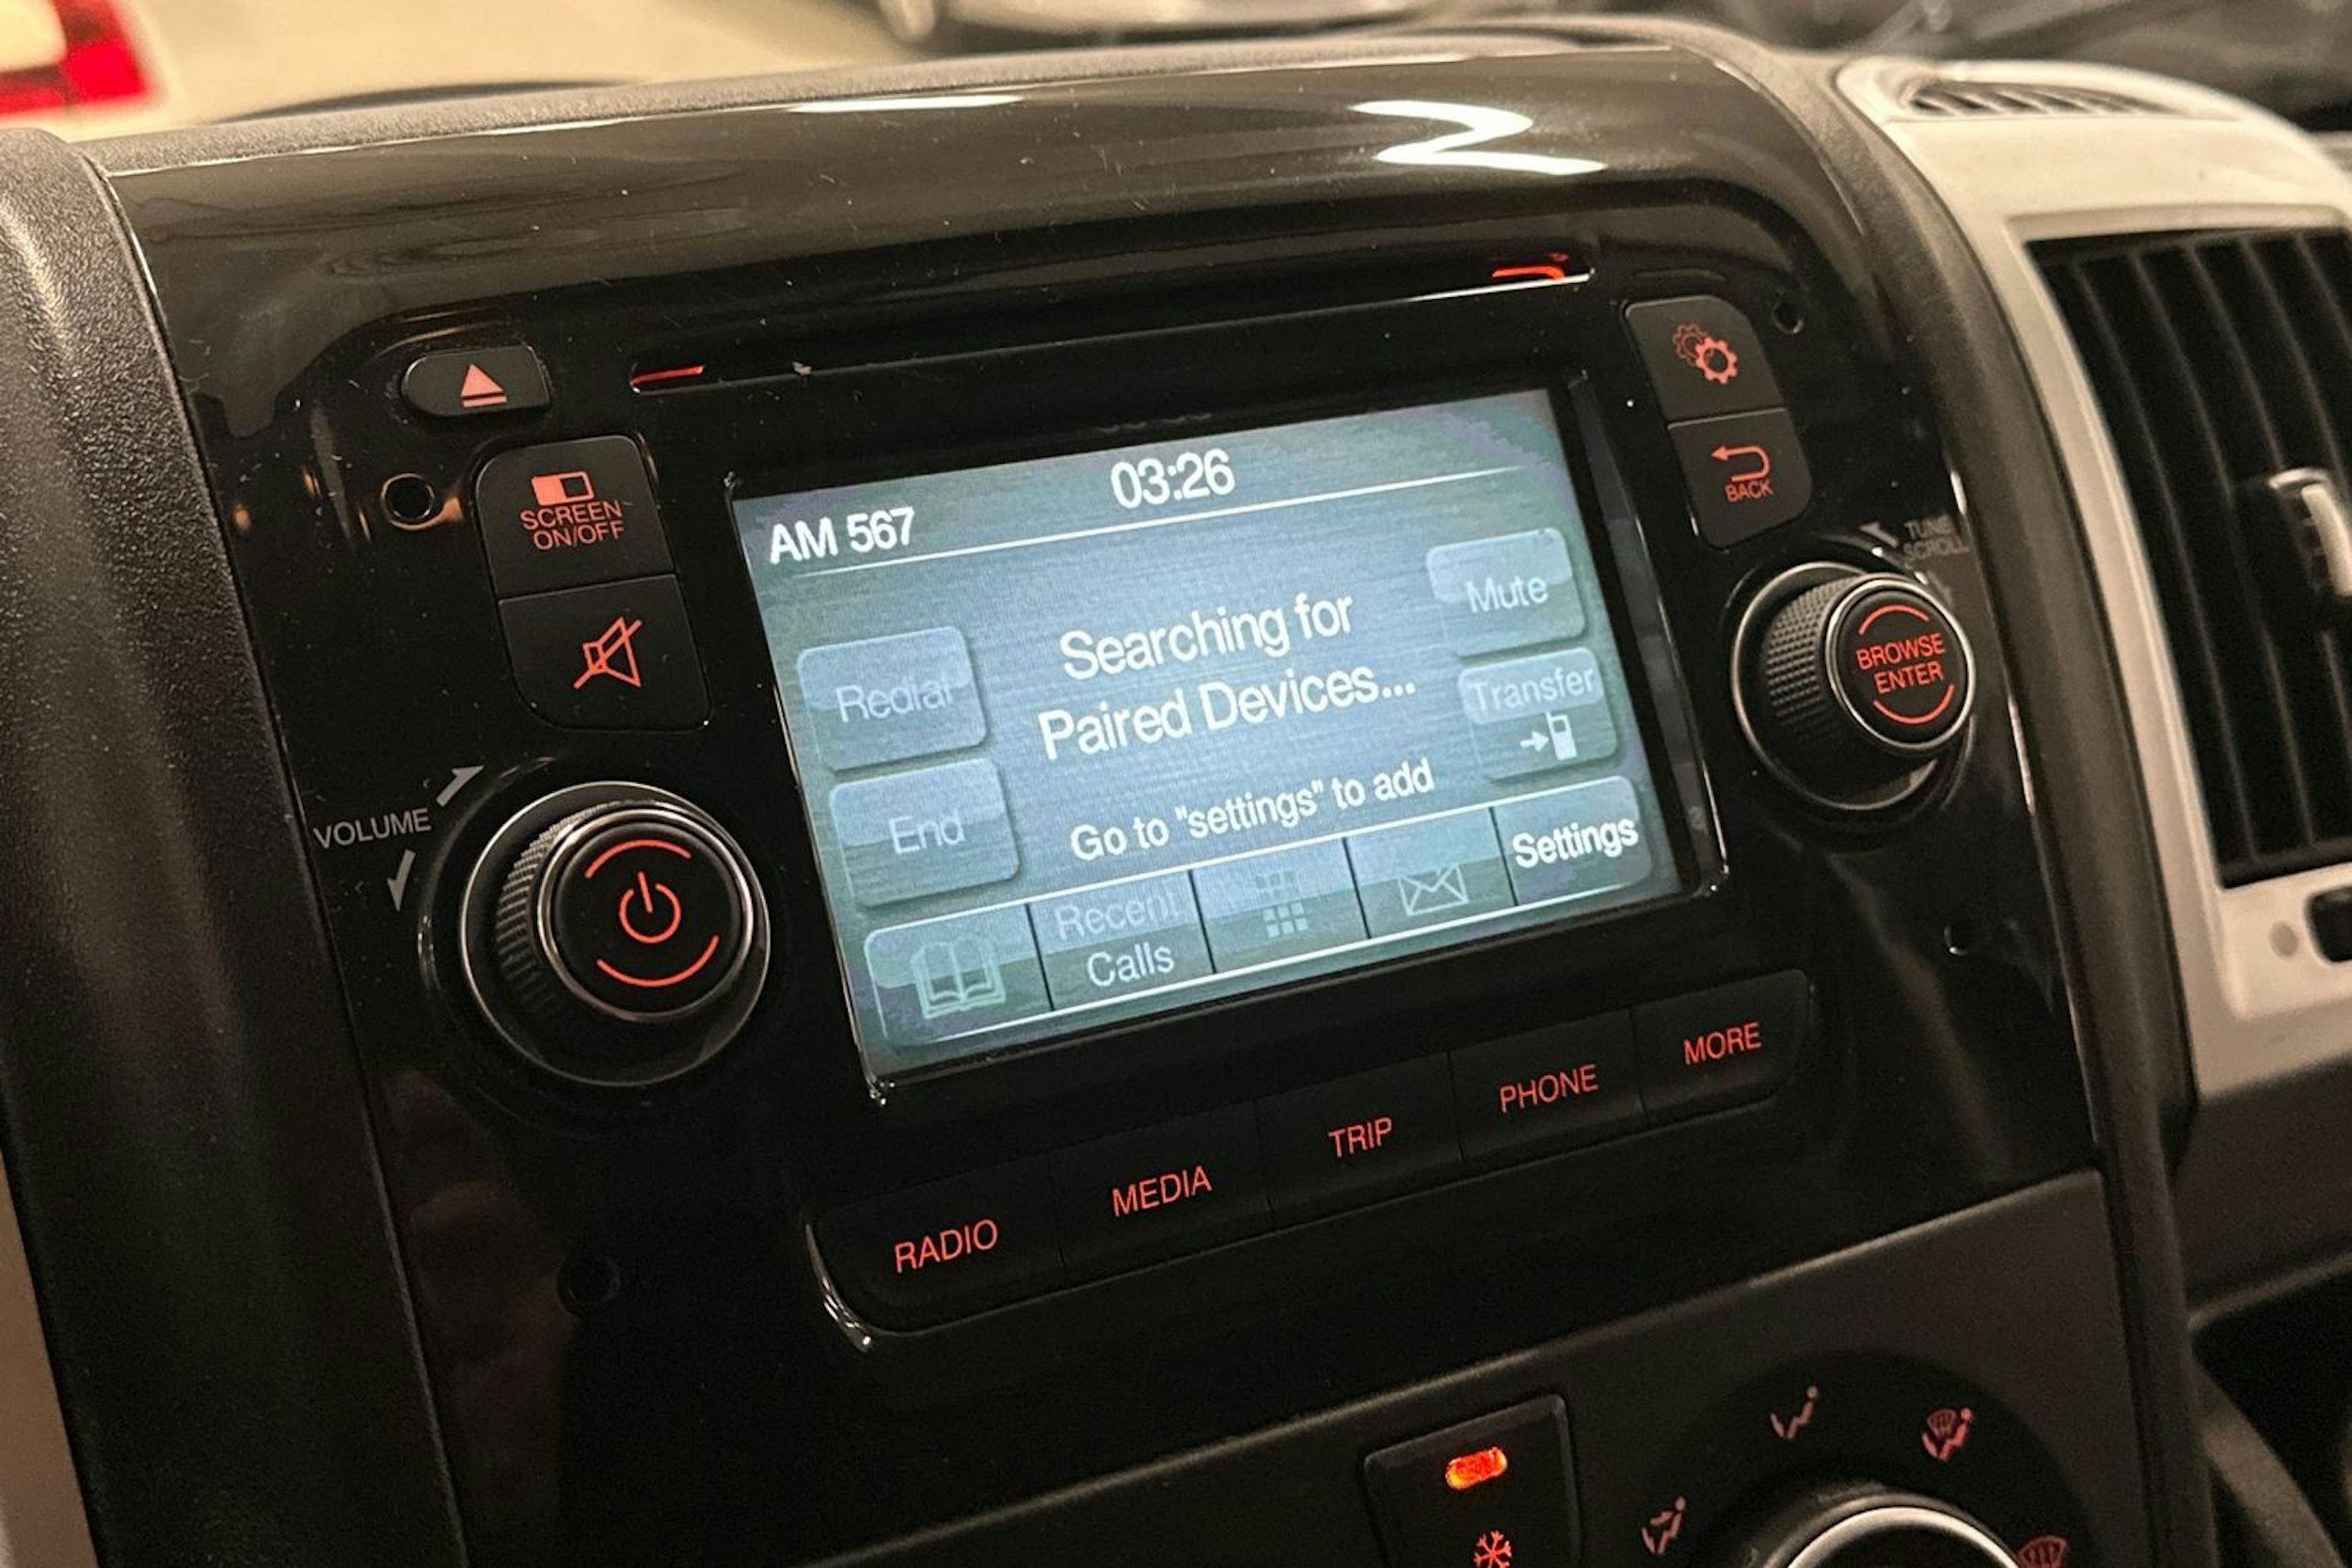 SCREEN
ON/OFF
VOLUME
AM 567
03:26
Searching for
Paired Devices...
Go to "settings" to add
Redial
End
Mute
Transfer
Recent
Calls
Settings
BACK
TUNE
SCROLL
BROWSE
ENTER
RADIO
MEDIA
TRIP
PHONE
MORE